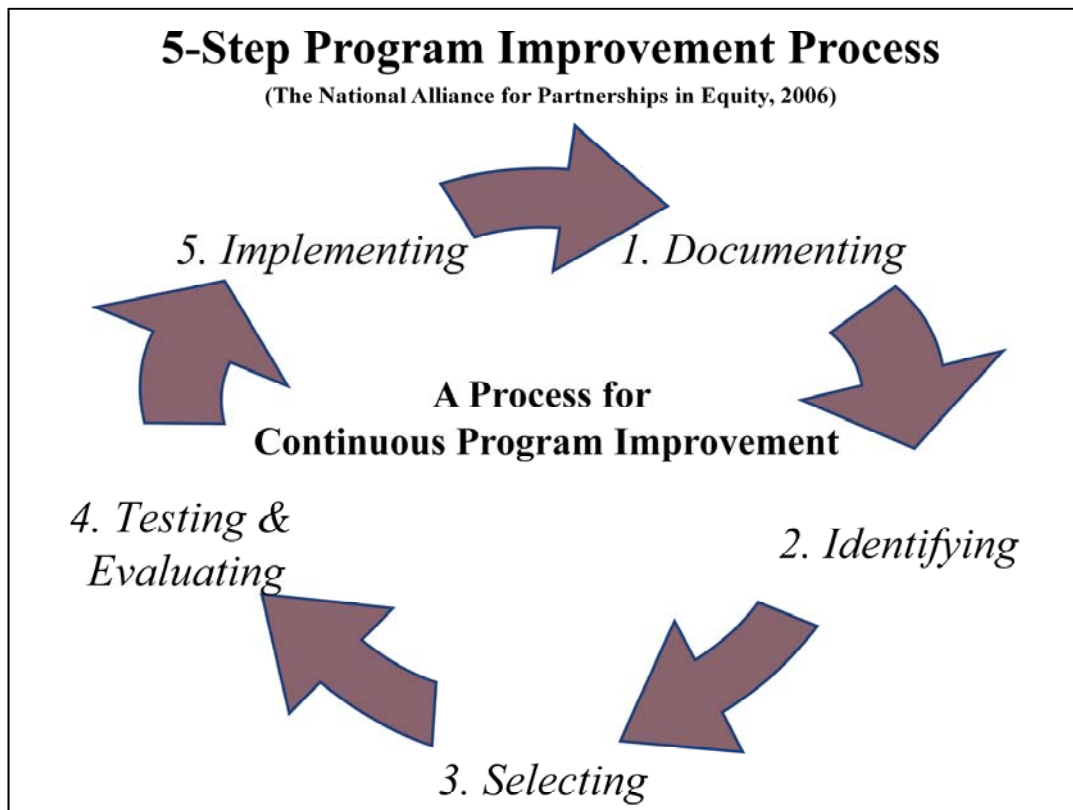 5-Step Program Improvement Process
(The National Alliance for Partnerships in Equity, 2006)
5. Implementing
1. Documenting
A Process for
Continuous Program Improvement
4. Testing &
Evaluating
2. Identifying
3. Selecting